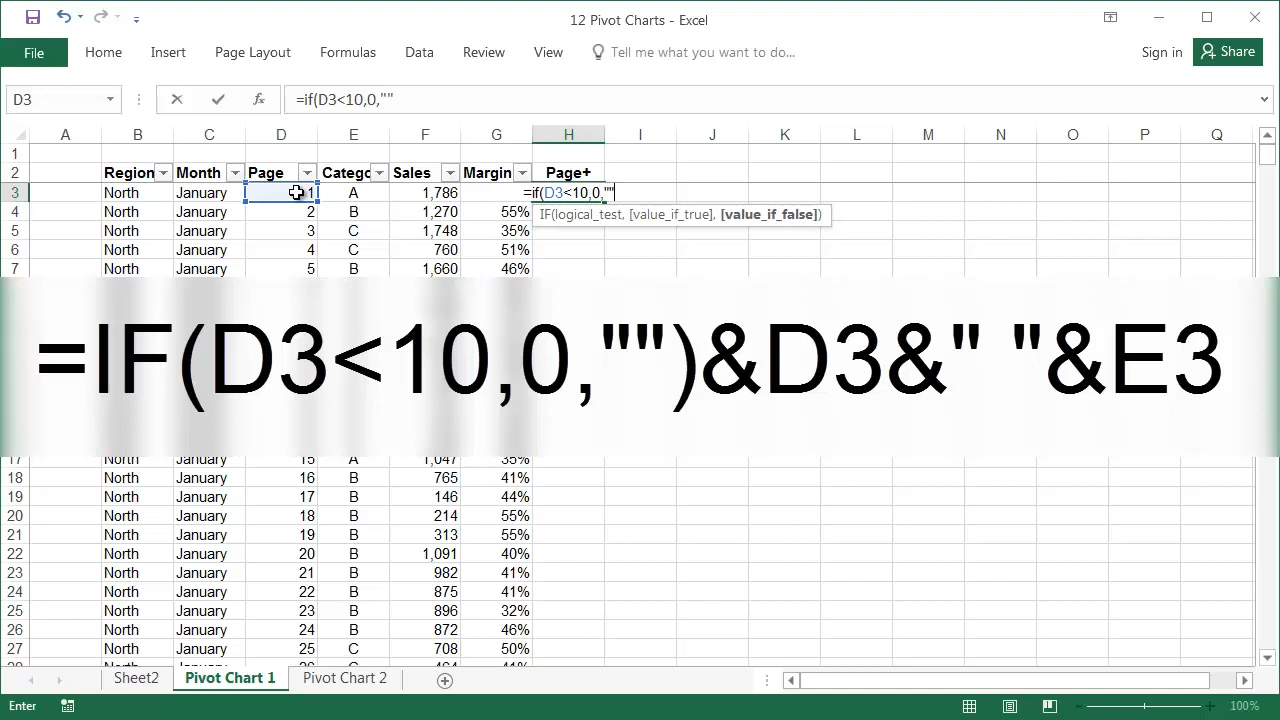 12 Pivot Charts - Excel
File Home Insert Page Layout Formulas Data Review View Tell me what you want to do... Sign in Share
D3 fx =if(D3<10,0,""
A B C D E F G H I J K L M N O P Q
1
2 Region Month Page Catego Sales Margin Page+
3 North January 1 A 1,786 =if(D3<10,0,""
4 North January 2 B 1,270 55%
IF(logical_test, [value_if_true], [value_if_false])
5 North January 3 C 1,748 35%
6 North January 4 C 760 51%
7 North January 5 B 1,660 46%
=IF(D3<10,0,"")&D3&" "&E3
17 North January 15 A 1,047 35%
18 North January 16 B 765 41%
19 North January 17 B 146 44%
20 North January 18 B 214 55%
21 North January 19 B 313 55%
22 North January 20 B 1,091 40%
23 North January 21 B 982 41%
24 North January 22 B 875 41%
25 North January 23 B 896 32%
26 North January 24 B 872 46%
27 North January 25 C 708 50%
Sheet2 Pivot Chart 1 Pivot Chart 2
Enter 100%